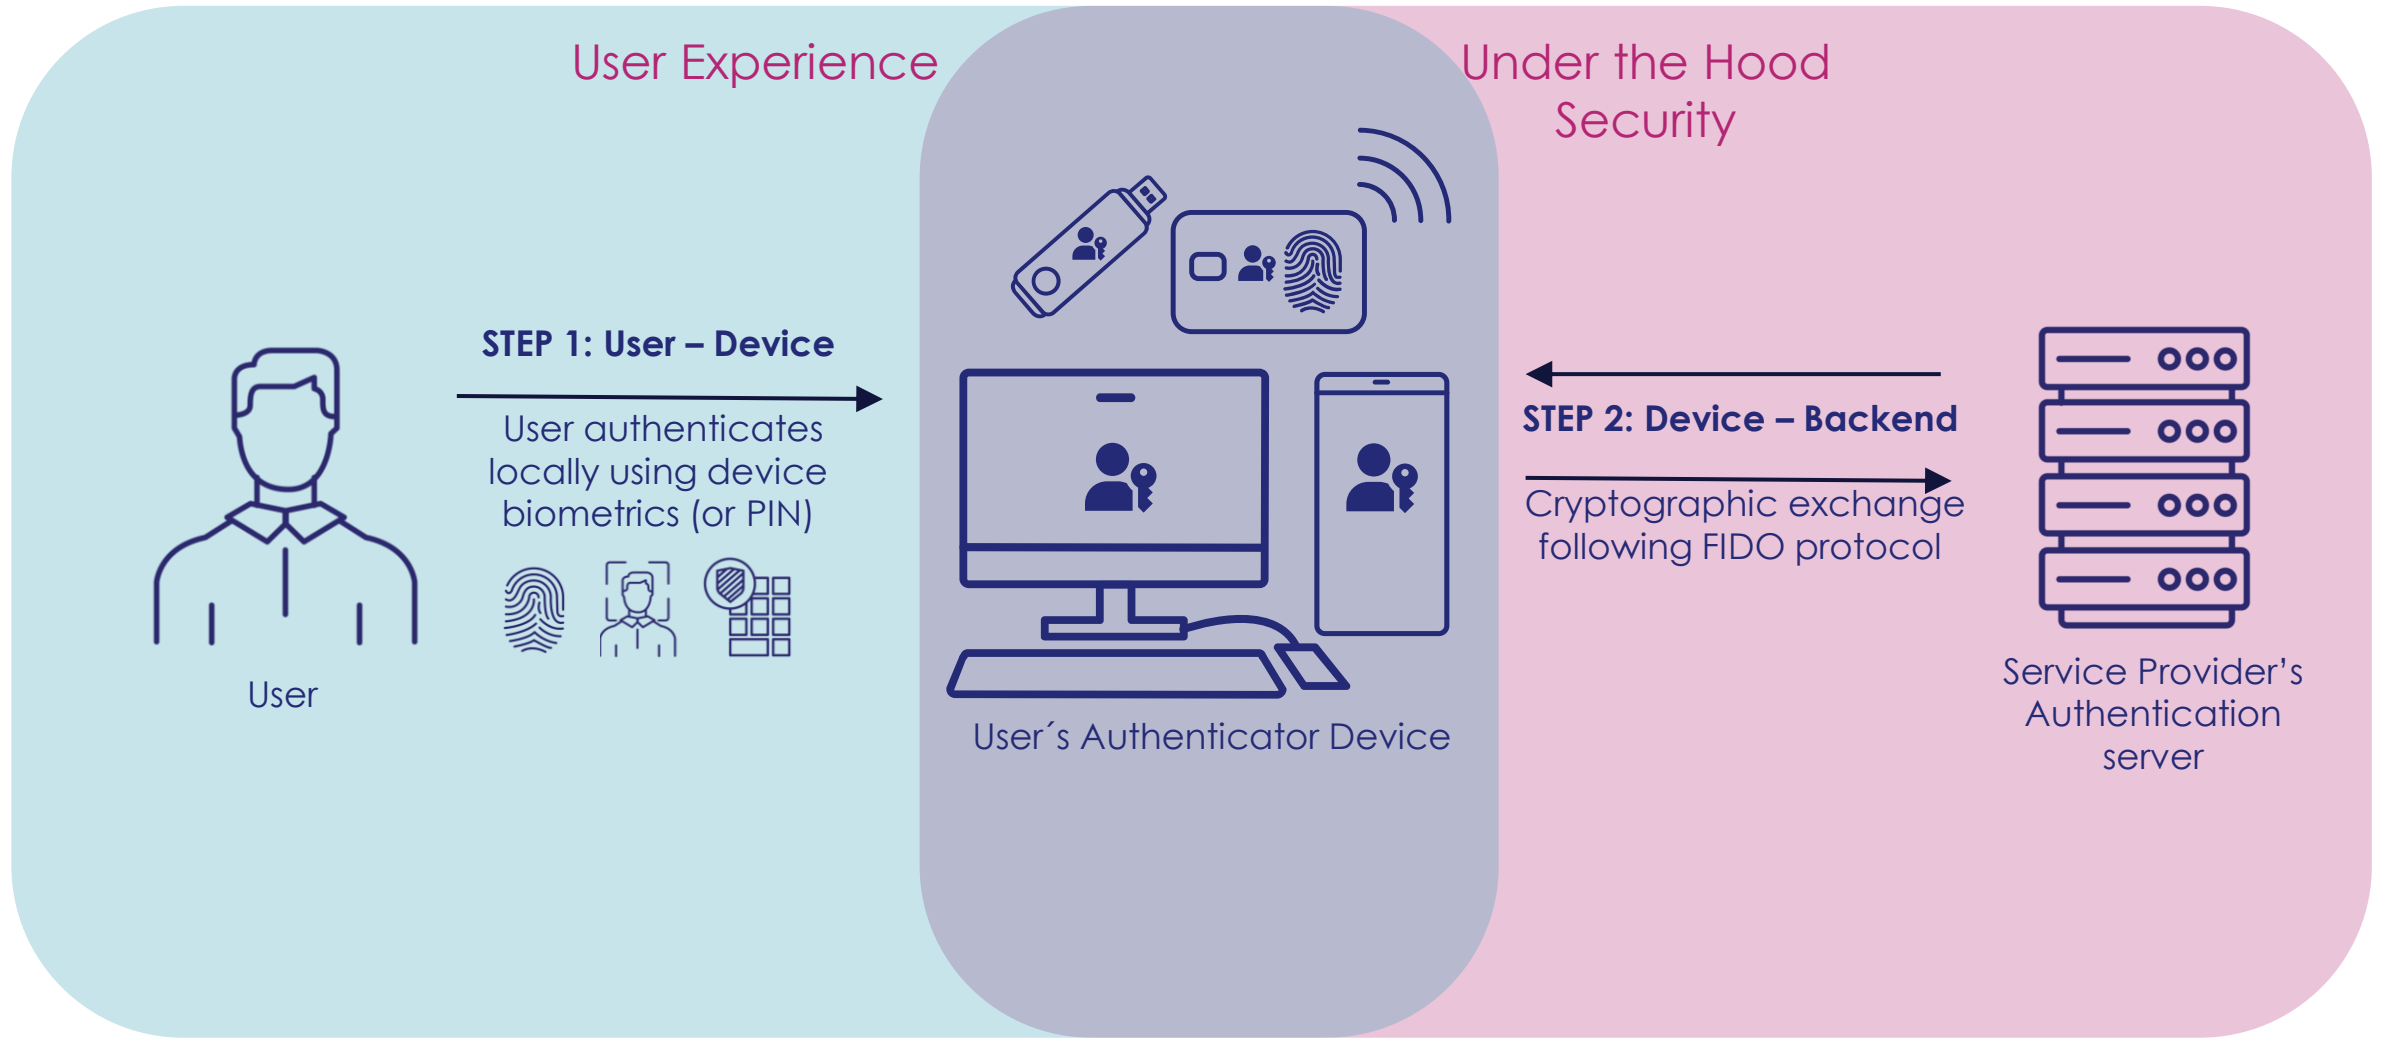 User Experience
Under the Hood
Security
STEP 1: User – Device
User authenticates
locally using device
biometrics (or PIN)
User
User´s Authenticator Device
STEP 2: Device – Backend
Cryptographic exchange
following FIDO protocol
Service Provider’s
Authentication
server